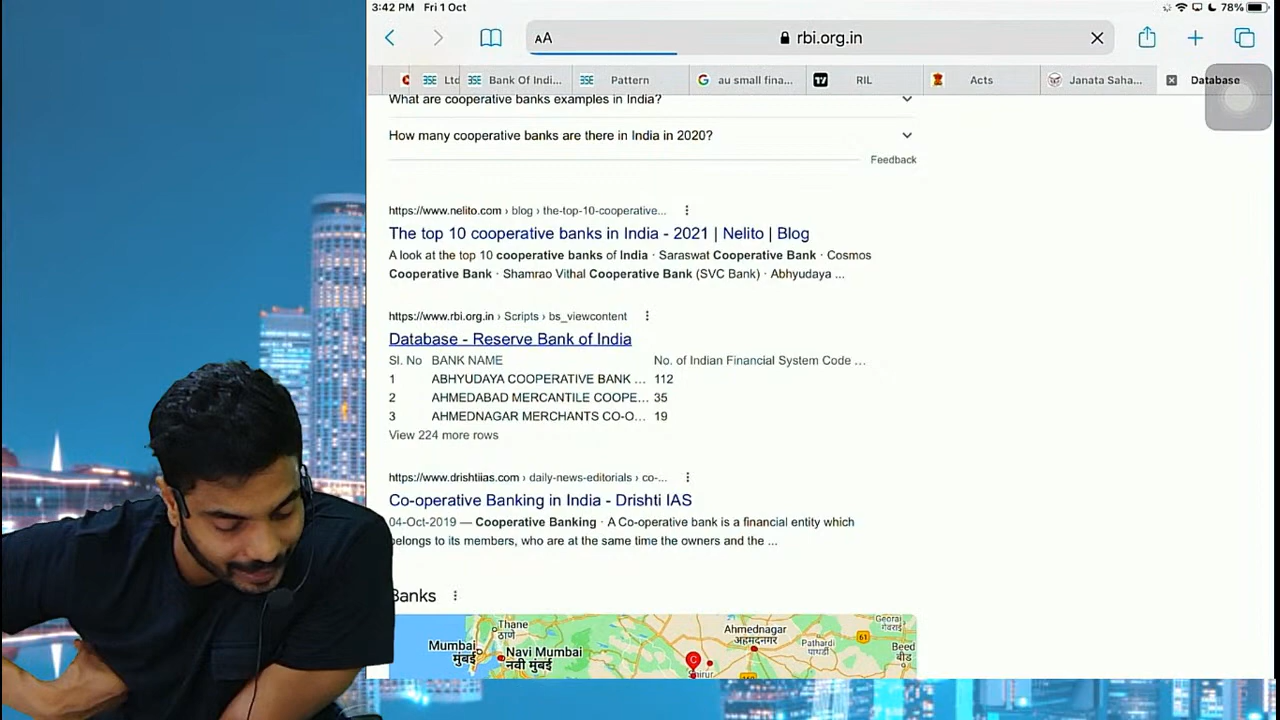 3:42 PM Fri 1 Oct
78%
AA
rbi.org.in
Ltd
Bank Of Indi...
Pattern
au small fina...
RIL
Acts
Janata Saha...
Database
What are cooperative banks examples in India?
How many cooperative banks are there in India in 2020?
Feedback
https://www.nelito.com › blog › the-top-10-cooperative...
The top 10 cooperative banks in India - 2021 | Nelito | Blog
A look at the top 10 cooperative banks of India · Saraswat Cooperative Bank · Cosmos
Cooperative Bank · Shamrao Vithal Cooperative Bank (SVC Bank) · Abhyudaya ...
https://www.rbi.org.in › Scripts › bs_viewcontent
Database - Reserve Bank of India
Sl. No BANK NAME No. of Indian Financial System Code ...
1 ABHYUDAYA COOPERATIVE BANK ... 112
2 AHMEDABAD MERCANTILE COOPE... 35
3 AHMEDNAGAR MERCHANTS CO-O... 19
View 224 more rows
https://www.drishtiias.com › daily-news-editorials › co-...
Co-operative Banking in India - Drishti IAS
04-Oct-2019 — Cooperative Banking · A Co-operative bank is a financial entity which
belongs to its members, who are at the same time the owners and the ...
Banks
Thane
ठाणे
Mumbai
मुंबई
Navi Mumbai
नवी मुंबई
Ahmednagar
अहमदनगर
Pathardi
पाथर्डी
61
Beed
बीड
C
Shirur